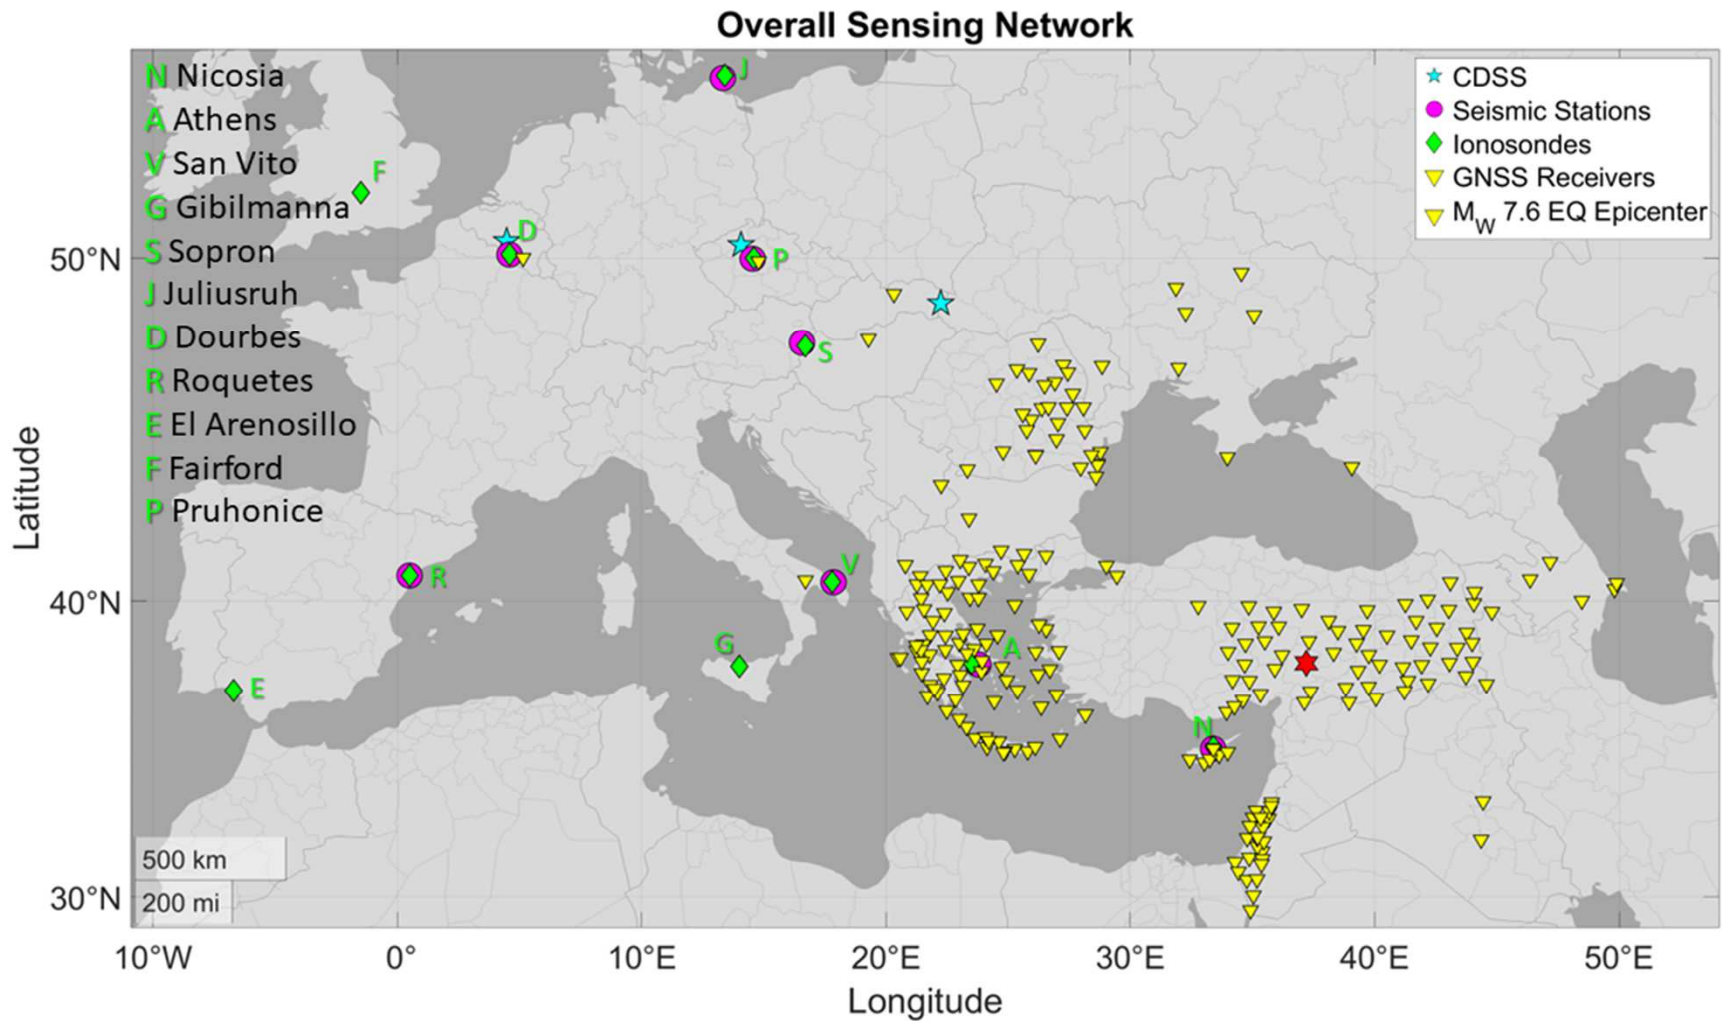 Overall Sensing Network
N Nicosia
A Athens
V San Vito
G Gibilmanna
S Sopron
J Juliusruh
D Dourbes
R Roquetes
E El Arenosillo
F Fairford
P Pruhonice
CDSS
Seismic Stations
Ionosondes
GNSS Receivers
MW 7.6 EQ Epicenter
J
F
D
P
S
R
V
G
A
E
N
50°N
40°N
30°N
Latitude
500 km
200 mi
10°W 0° 10°E 20°E 30°E 40°E 50°E
Longitude